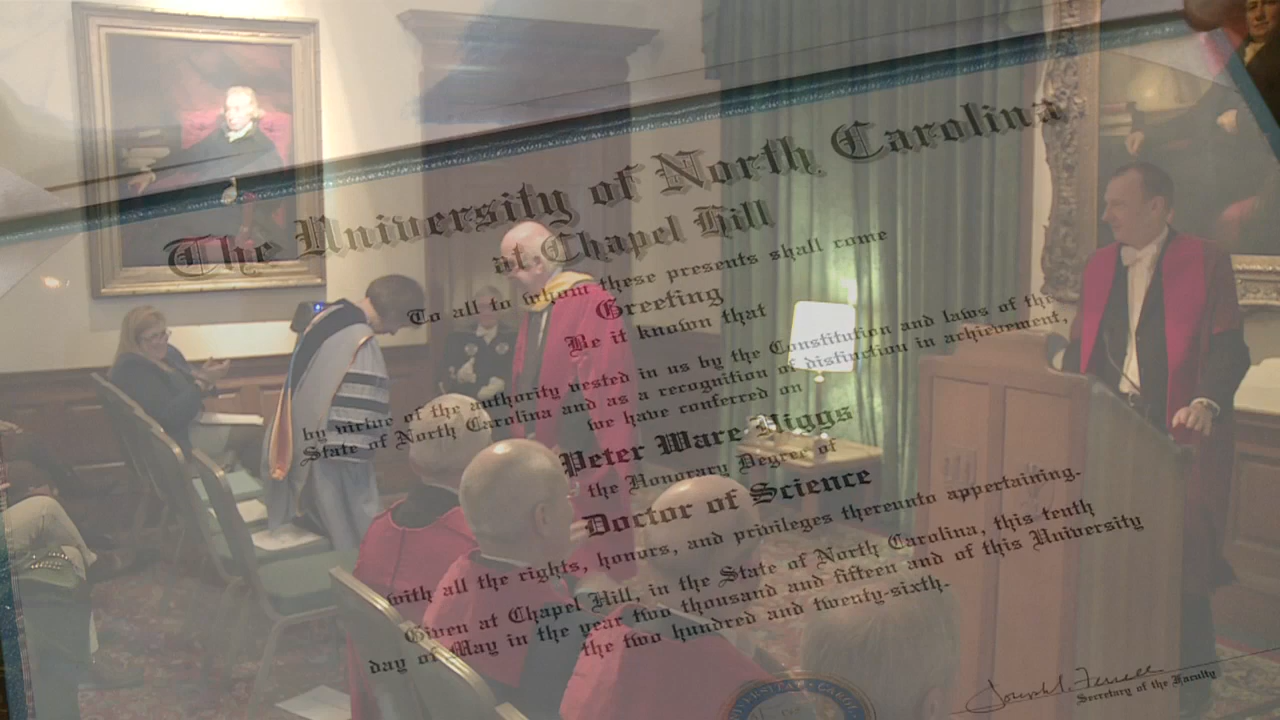 The University of North Carolina
at Chapel Hill
To all to whom these presents shall come
Greeting
Be it known that
by virtue of the authority vested in us by the Constitution and laws of the
State of North Carolina and as a recognition of distinction in achievement,
we have conferred on
Peter Ware Higgs
the Honorary Degree of
Doctor of Science
with all the rights, honors, and privileges thereunto appertaining.
Given at Chapel Hill, in the State of North Carolina, this tenth
day of May in the year two thousand and fifteen and of this University
the two hundred and twenty-sixth.
Secretary of the Faculty